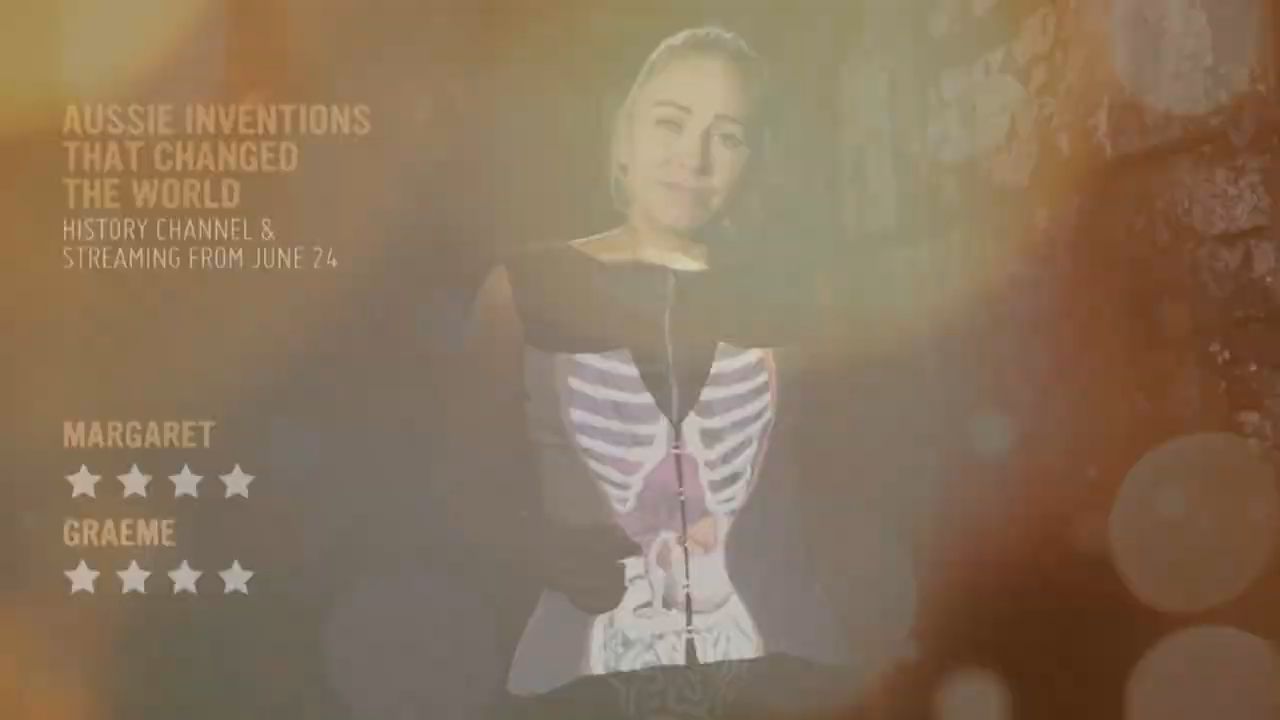 AUSSIE INVENTIONS
THAT CHANGED
THE WORLD
HISTORY CHANNEL &
STREAMING FROM JUNE 24
MARGARET
GRAEME